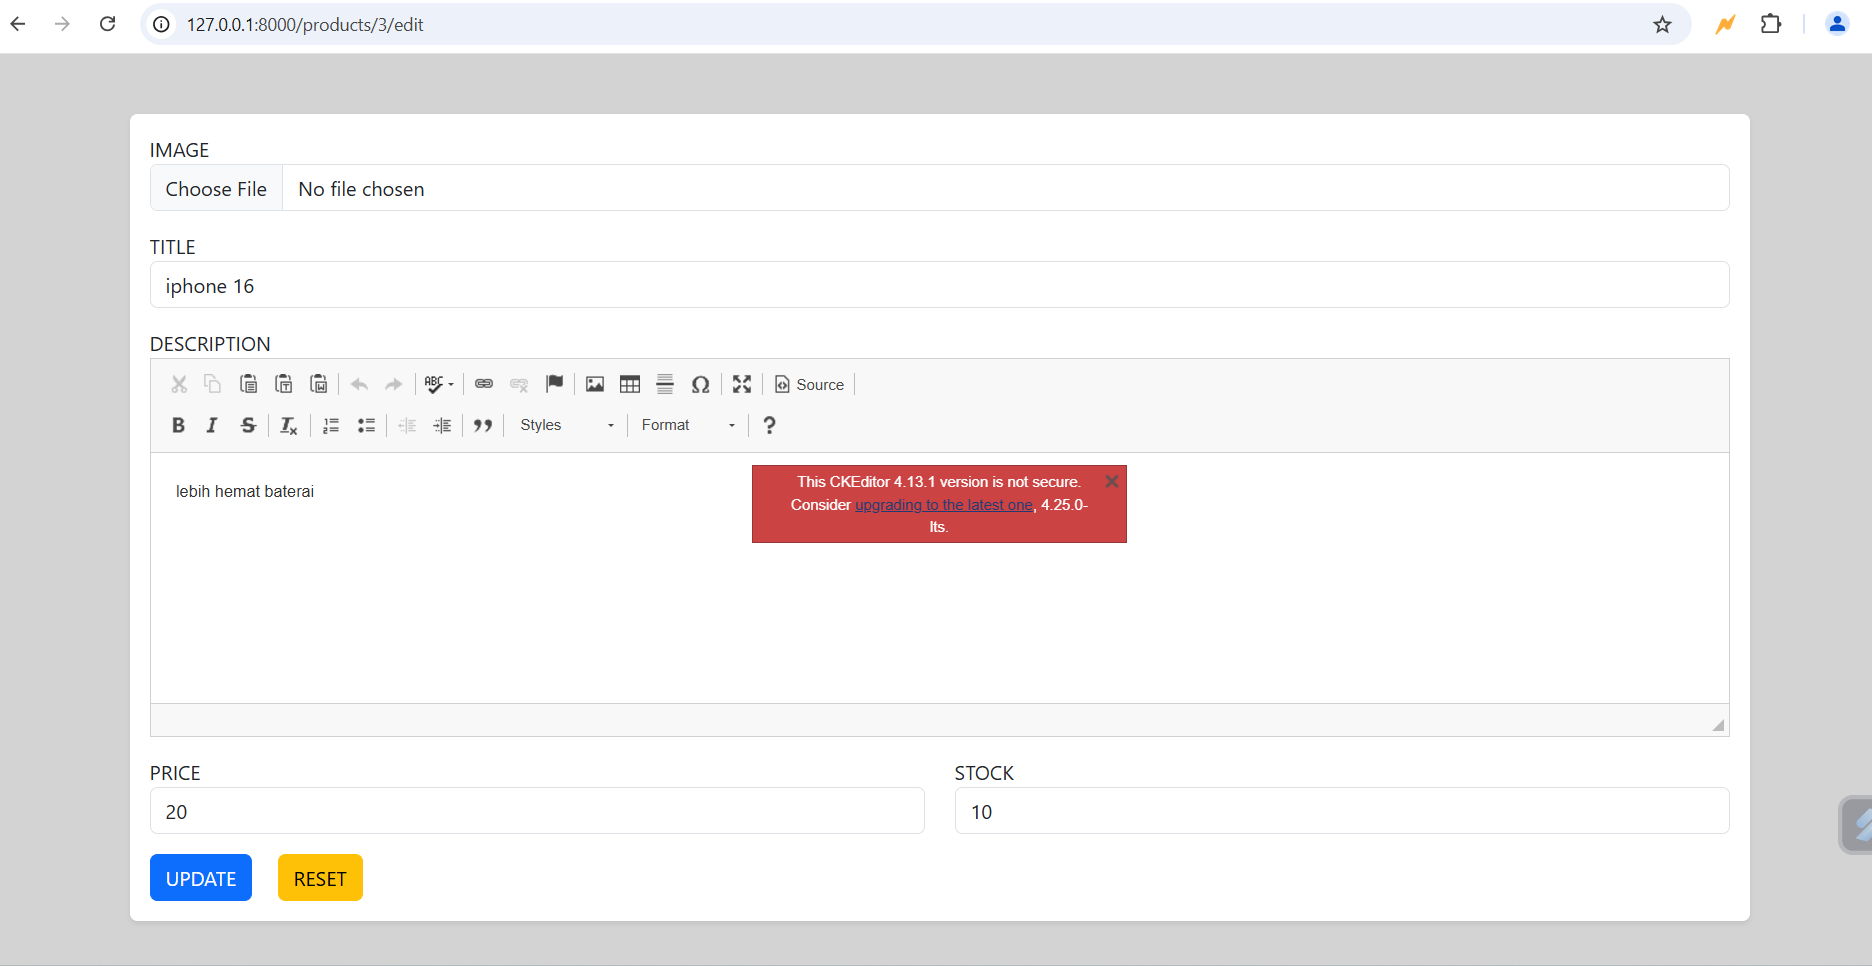 127.0.0.1:8000/products/3/edit
IMAGE
Choose File No file chosen
TITLE
iphone 16
DESCRIPTION
ABC Source
B I S Tx Styles Format ?
lebih hemat baterai
This CKEditor 4.13.1 version is not secure.
Consider upgrading to the latest one, 4.25.0-
lts.
PRICE STOCK
20 10
UPDATE RESET